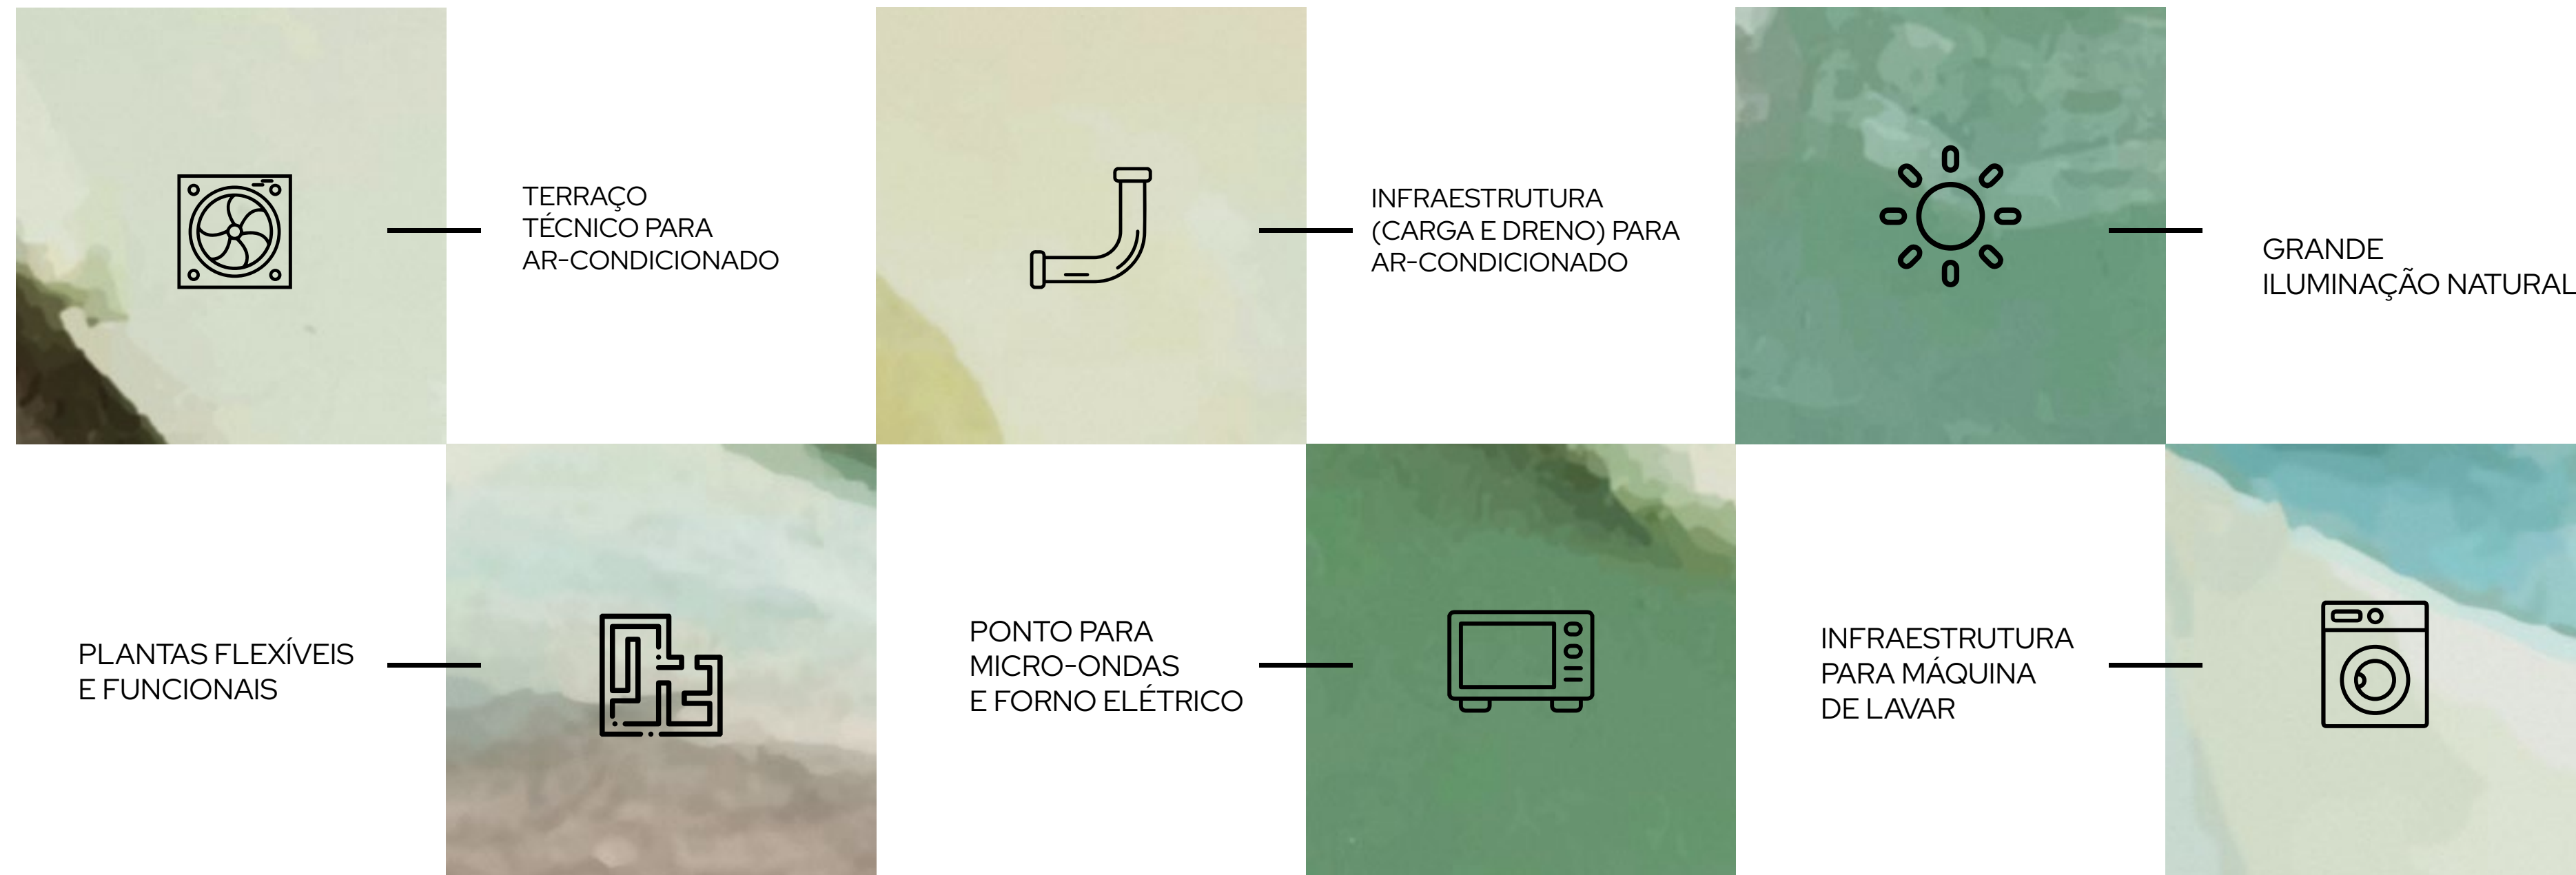 TERRAÇO
TÉCNICO PARA
AR-CONDICIONADO
INFRAESTRUTURA
(CARGA E DRENO) PARA
AR-CONDICIONADO
GRANDE
ILUMINAÇÃO NATURAL
PLANTAS FLEXÍVEIS
E FUNCIONAIS
PONTO PARA
MICRO-ONDAS
E FORNO ELÉTRICO
INFRAESTRUTURA
PARA MÁQUINA
DE LAVAR